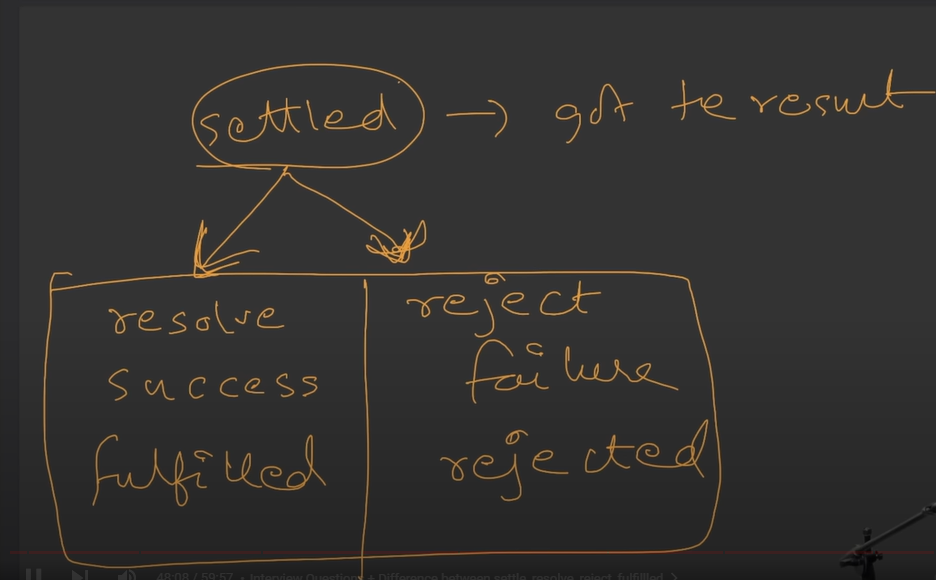 settled → got te result
resolve
success
fulfilled
reject
failure
rejected
48:08 / 59:57 • Interview Question + Difference between settle, resolve, reject, fulfilled